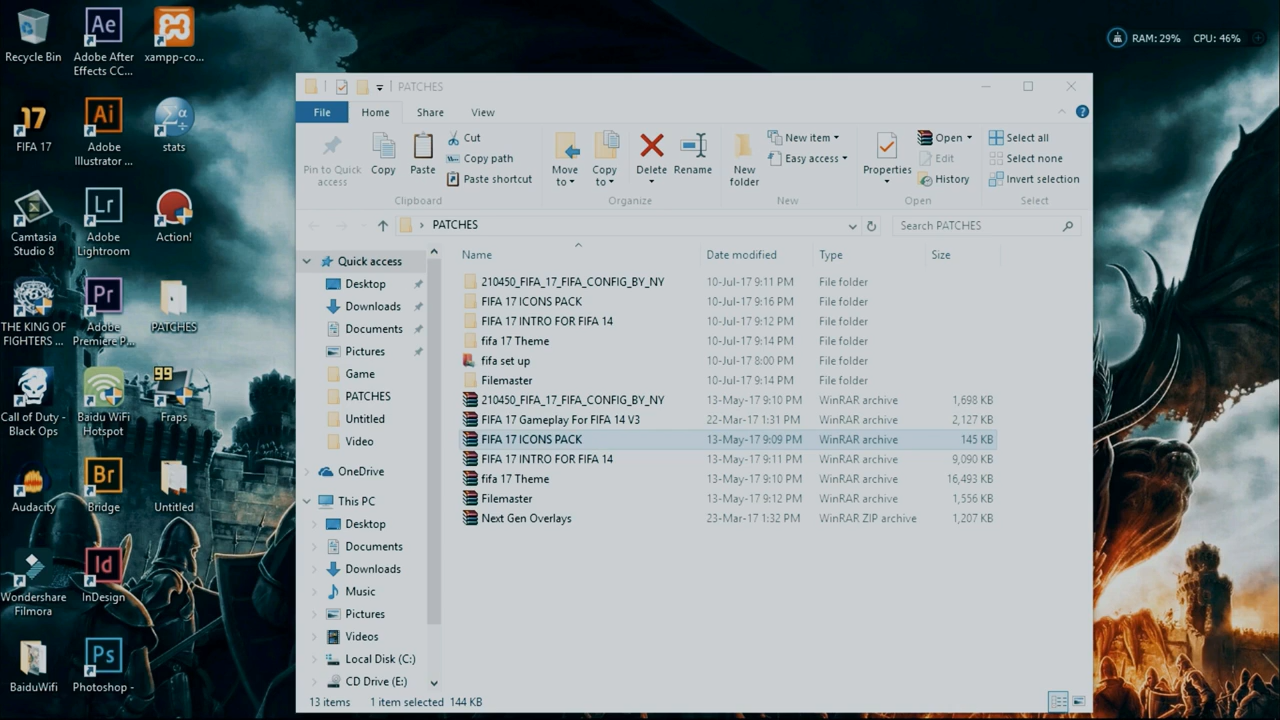 Recycle Bin
Adobe After Effects CC...
xampp-co...
FIFA 17
Adobe Illustrator ...
stats
Camtasia Studio 8
Adobe Lightroom
Action!
THE KING OF FIGHTERS ...
Adobe Premiere P...
PATCHES
Call of Duty - Black Ops
Baidu WiFi Hotspot
99
Fraps
Audacity
Bridge
Untitled
Wondershare Filmora
InDesign
BaiduWifi
Photoshop -
RAM: 29% CPU: 46%
PATCHES
File Home Share View
Pin to Quick access
Copy
Paste
Cut
Copy path
Paste shortcut
Clipboard
Move to
Copy to
Delete
Rename
Organize
New folder
New item
Easy access
New
Properties
Open
Edit
History
Open
Select all
Select none
Invert selection
Select
PATCHES
Search PATCHES
Quick access
Desktop
Downloads
Documents
Pictures
Game
PATCHES
Untitled
Video
OneDrive
This PC
Desktop
Documents
Downloads
Music
Pictures
Videos
Local Disk (C:)
CD Drive (E:)
Name Date modified Type Size
210450_FIFA_17_FIFA_CONFIG_BY_NY 10-Jul-17 9:11 PM File folder
FIFA 17 ICONS PACK 10-Jul-17 9:16 PM File folder
FIFA 17 INTRO FOR FIFA 14 10-Jul-17 9:12 PM File folder
fifa 17 Theme 10-Jul-17 9:14 PM File folder
fifa set up 10-Jul-17 8:00 PM File folder
Filemaster 10-Jul-17 9:14 PM File folder
210450_FIFA_17_FIFA_CONFIG_BY_NY 13-May-17 9:10 PM WinRAR archive 1,698 KB
FIFA 17 Gameplay For FIFA 14 V3 22-Mar-17 1:31 PM WinRAR archive 2,127 KB
FIFA 17 ICONS PACK 13-May-17 9:09 PM WinRAR archive 145 KB
FIFA 17 INTRO FOR FIFA 14 13-May-17 9:11 PM WinRAR archive 9,090 KB
fifa 17 Theme 13-May-17 9:10 PM WinRAR archive 16,493 KB
Filemaster 13-May-17 9:12 PM WinRAR archive 1,556 KB
Next Gen Overlays 23-Mar-17 1:32 PM WinRAR ZIP archive 1,207 KB
13 items 1 item selected 144 KB